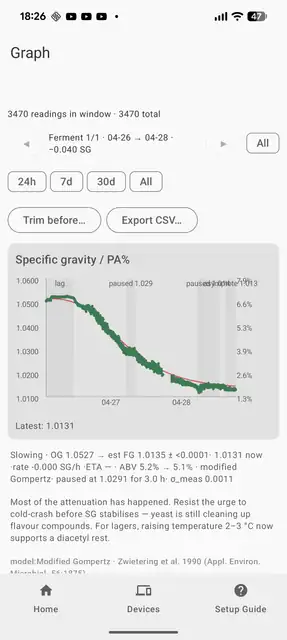 18:26
47
Graph
3470 readings in window · 3470 total
Ferment 1/1 · 04-26 → 04-28 ·
−0.040 SG
All
24h
7d
30d
All
Trim before…
Export CSV…
Specific gravity / PA%
lag
paused 1.029
1.0600
1.0500
1.0400
1.0300
1.0200
1.0100
7.9%
6.6%
5.3%
3.9%
2.6%
1.3%
04-27
04-28
Latest: 1.0131
Slowing · OG 1.0527 → est FG 1.0135 ± <0.0001· 1.0131 now
·rate -0.000 SG/h ·ETA — · ABV 5.2% → 5.1% · modified
Gompertz· paused at 1.0291 for 3.0 h· σ_meas 0.0011
Most of the attenuation has happened. Resist the urge to
cold-crash before SG stabilises — yeast is still cleaning up
flavour compounds. For lagers, raising temperature 2–3 °C now
supports a diacetyl rest.
model:Modified Gompertz · Zwietering et al. 1990 (Appl. Environ.
Home
Devices
Setup Guide